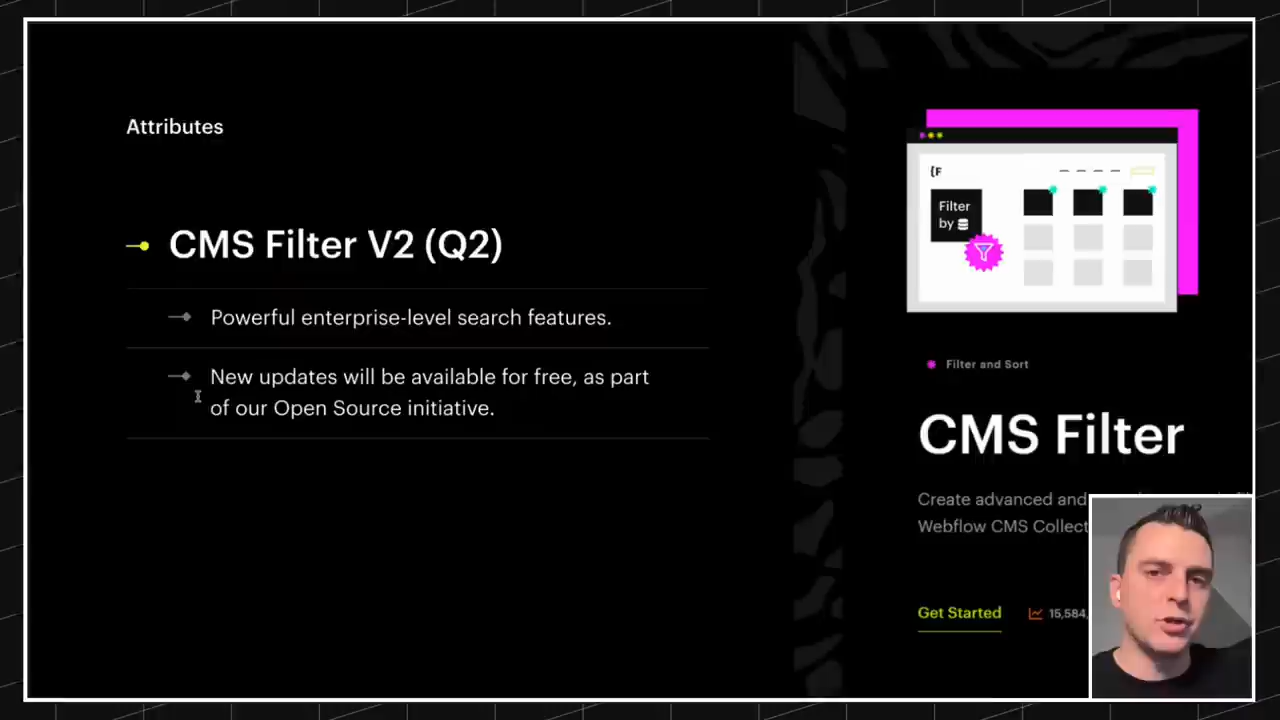 Attributes
CMS Filter V2 (Q2)
Powerful enterprise-level search features.
New updates will be available for free, as part
of our Open Source initiative.
{F
Filter
by
Filter and Sort
CMS Filter
Create advanced and
Webflow CMS Collect
Get Started
15,584,